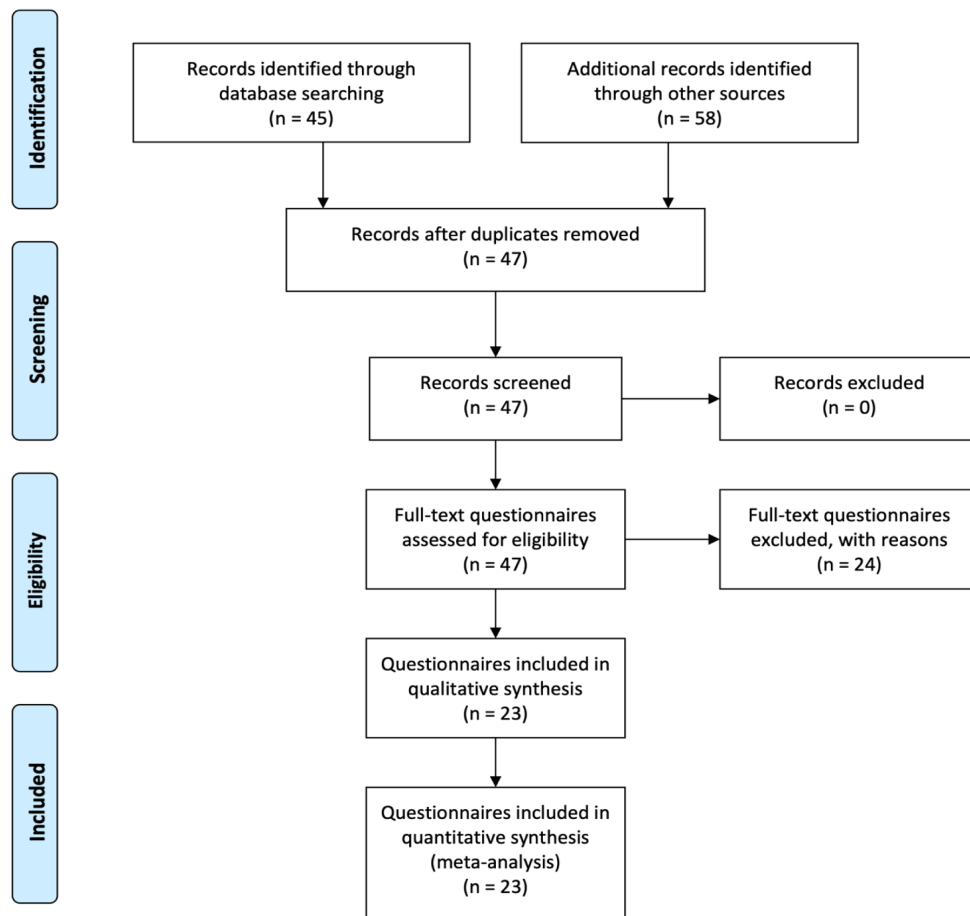 Identification
Records identified through
database searching
(n = 45)
Additional records identified
through other sources
(n = 58)
Records after duplicates removed
(n = 47)
Screening
Records screened
(n = 47)
Records excluded
(n = 0)
Eligibility
Full-text questionnaires
assessed for eligibility
(n = 47)
Full-text questionnaires
excluded, with reasons
(n = 24)
Questionnaires included in
qualitative synthesis
(n = 23)
Included
Questionnaires included in
quantitative synthesis
(meta-analysis)
(n = 23)